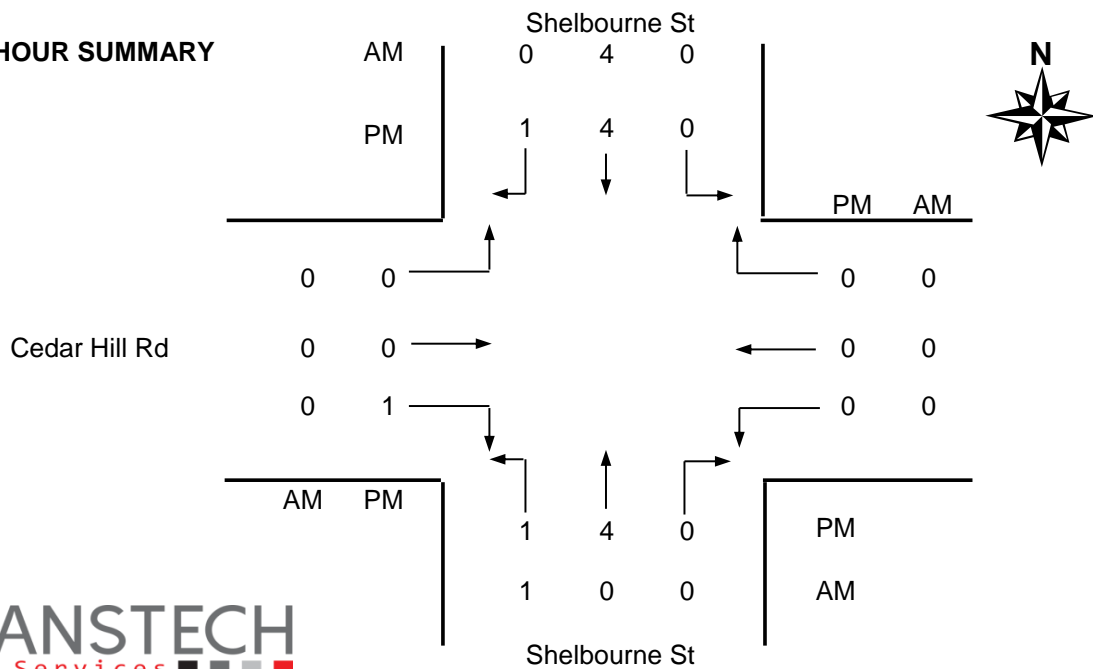 Shelbourne St
HOUR SUMMARY AM 0 4 0 N
PM 1 4 0
PM AM
0 0 0 0
Cedar Hill Rd 0 0 0 0
0 1 0 0
AM PM
1 4 0 PM
1 0 0 AM
ANSTECH
Services
Shelbourne St